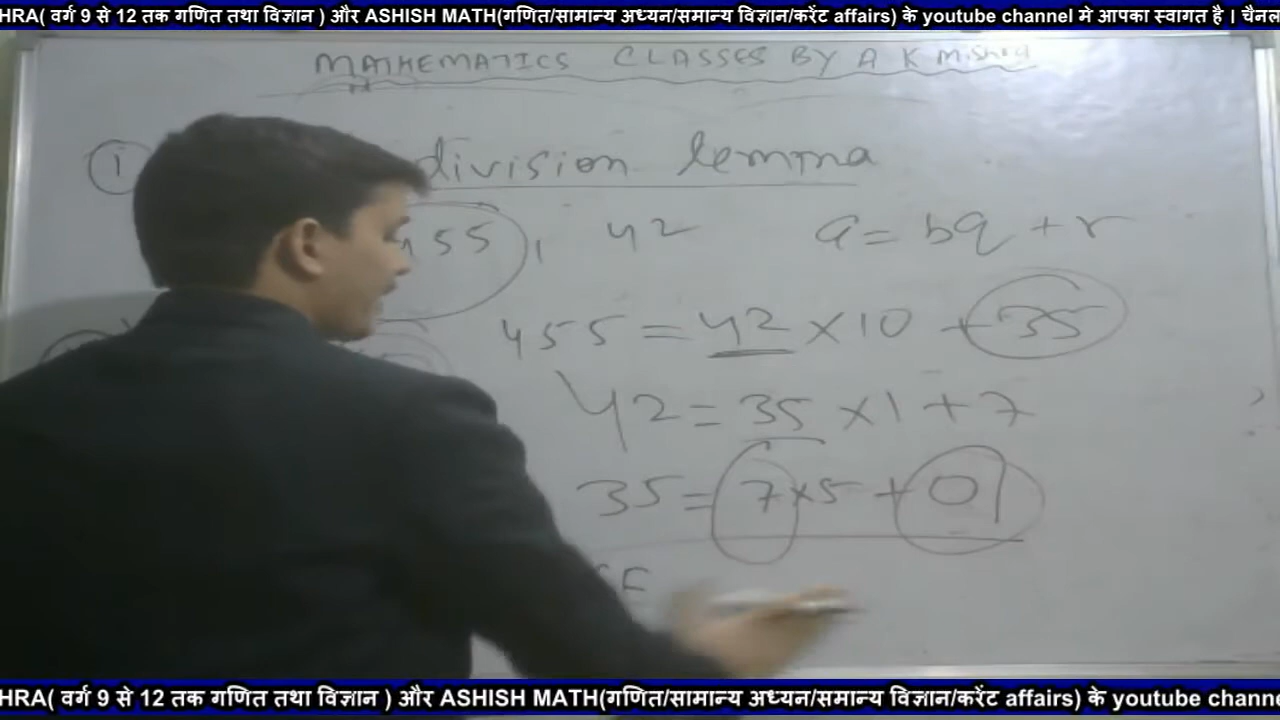 HRA( वर्ग 9 से 12 तक गणित तथा विज्ञान ) और ASHISH MATH(गणित/सामान्य अध्यन/समान्य विज्ञान/करेंट affairs) के youtube channel मे आपका स्वागत है । चैनल
MATHEMATICS CLASSES BY A K Mishra
1 division lemma
455, 42 a = bq + r
455 = 42 × 10 + 35
42 = 35 × 1 + 7
35 = 7 × 5 + 0
HRA( वर्ग 9 से 12 तक गणित तथा विज्ञान ) और ASHISH MATH(गणित/सामान्य अध्यन/समान्य विज्ञान/करेंट affairs) के youtube chann